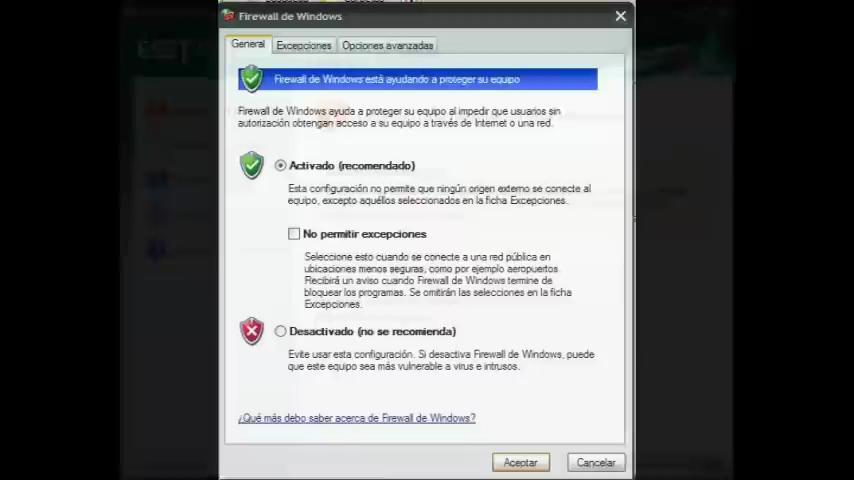 Firewall de Windows
General
Excepciones
Opciones avanzadas
Firewall de Windows está ayudando a proteger su equipo
Firewall de Windows ayuda a proteger su equipo al impedir que usuarios sin
autorización obtengan acceso a su equipo a través de Internet o una red.
Activado (recomendado)
Esta configuración no permite que ningún origen externo se conecte al
equipo, excepto aquéllos seleccionados en la ficha Excepciones.
No permitir excepciones
Seleccione esto cuando se conecte a una red pública en
ubicaciones menos seguras, como por ejemplo aeropuertos.
Recibirá un aviso cuando Firewall de Windows termine de
bloquear los programas. Se omitirán las selecciones en la ficha
Excepciones.
Desactivado (no se recomienda)
Evite usar esta configuración. Si desactiva Firewall de Windows, puede
que este equipo sea más vulnerable a virus e intrusos.
¿Qué más debo saber acerca de Firewall de Windows?
Aceptar
Cancelar